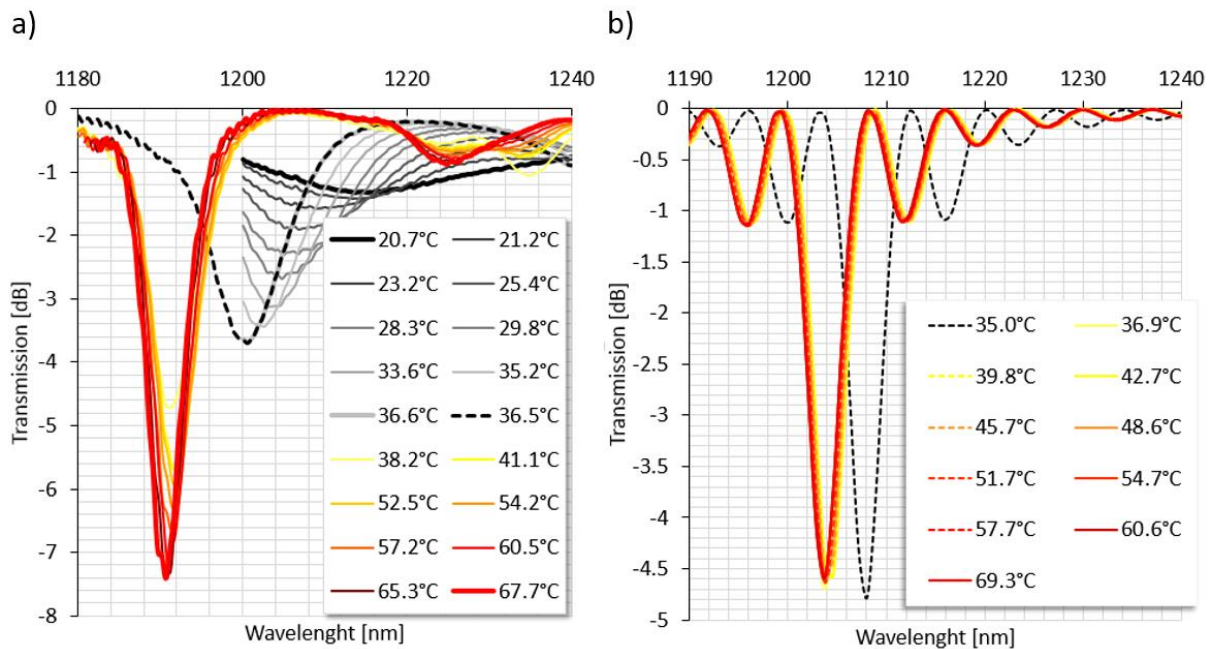 a)
1180 1200 1220 1240
0
-1
-2
-3
-4
-5
-6
-7
-8
Transmission [dB]
20.7°C 21.2°C
23.2°C 25.4°C
28.3°C 29.8°C
33.6°C 35.2°C
36.6°C 36.5°C
38.2°C 41.1°C
52.5°C 54.2°C
57.2°C 60.5°C
65.3°C 67.7°C
Wavelenght [nm]
b)
1190 1200 1210 1220 1230 1240
0
-0.5
-1
-1.5
-2
-2.5
-3
-3.5
-4
-4.5
-5
Transmission [dB]
35.0°C 36.9°C
39.8°C 42.7°C
45.7°C 48.6°C
51.7°C 54.7°C
57.7°C 60.6°C
69.3°C
Wavelenght [nm]